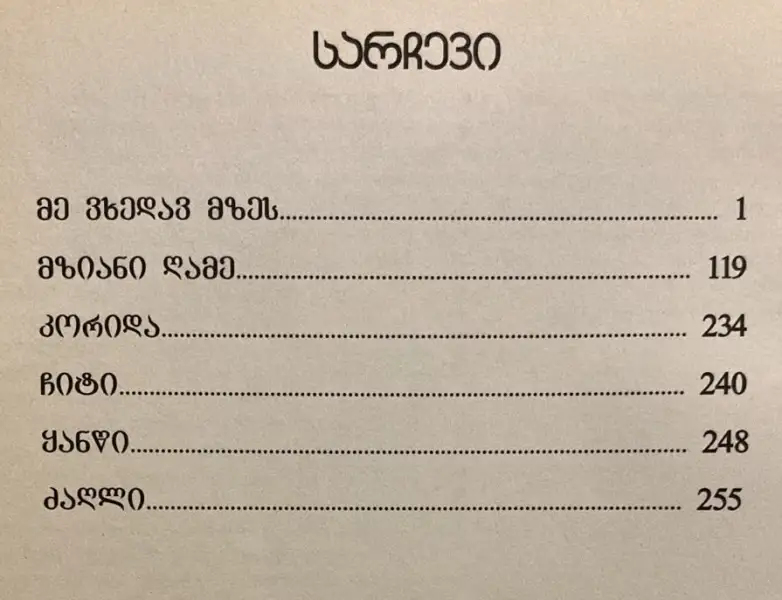 სარჩევი
მე ვხედავ მზეს........................................................................ 1
მზიანი ღამე........................................................................... 119
კორიდა...................................................................................... 234
ჩიტი.............................................................................................. 240
ყანწი............................................................................................ 248
ძაღლი......................................................................................... 255